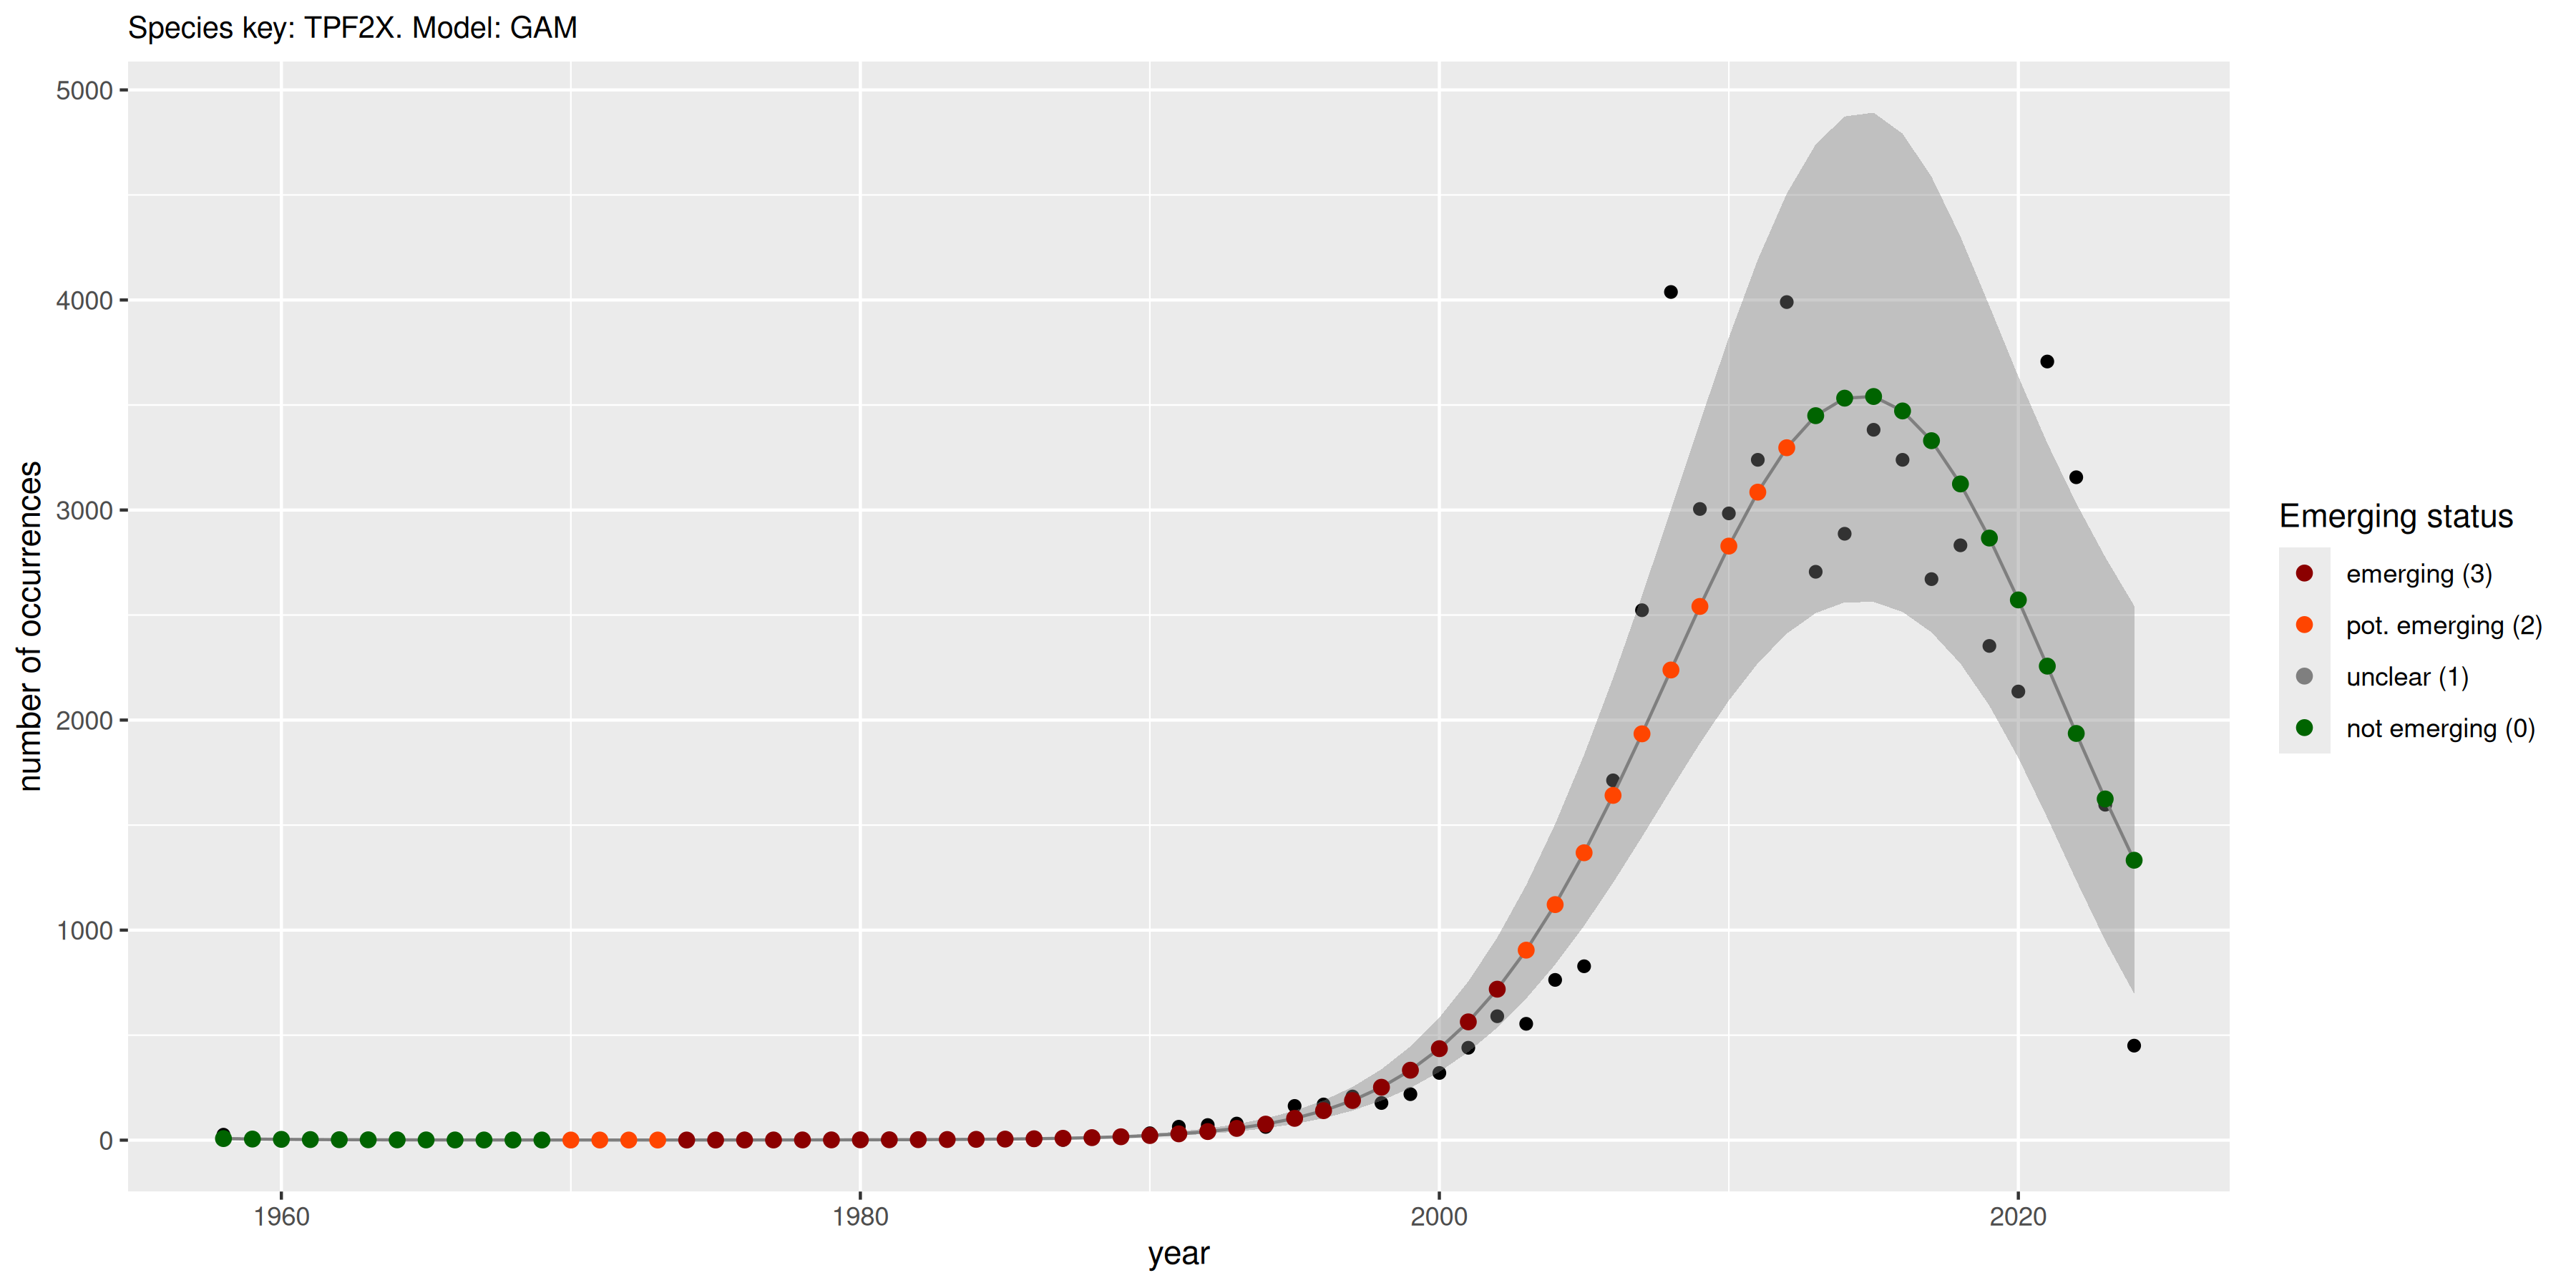 Species key: TPF2X. Model: GAM
5000
4000
3000
2000
1000
0
number of occurrences
1960
1980
2000
2020
year
Emerging status
emerging (3)
pot. emerging (2)
unclear (1)
not emerging (0)